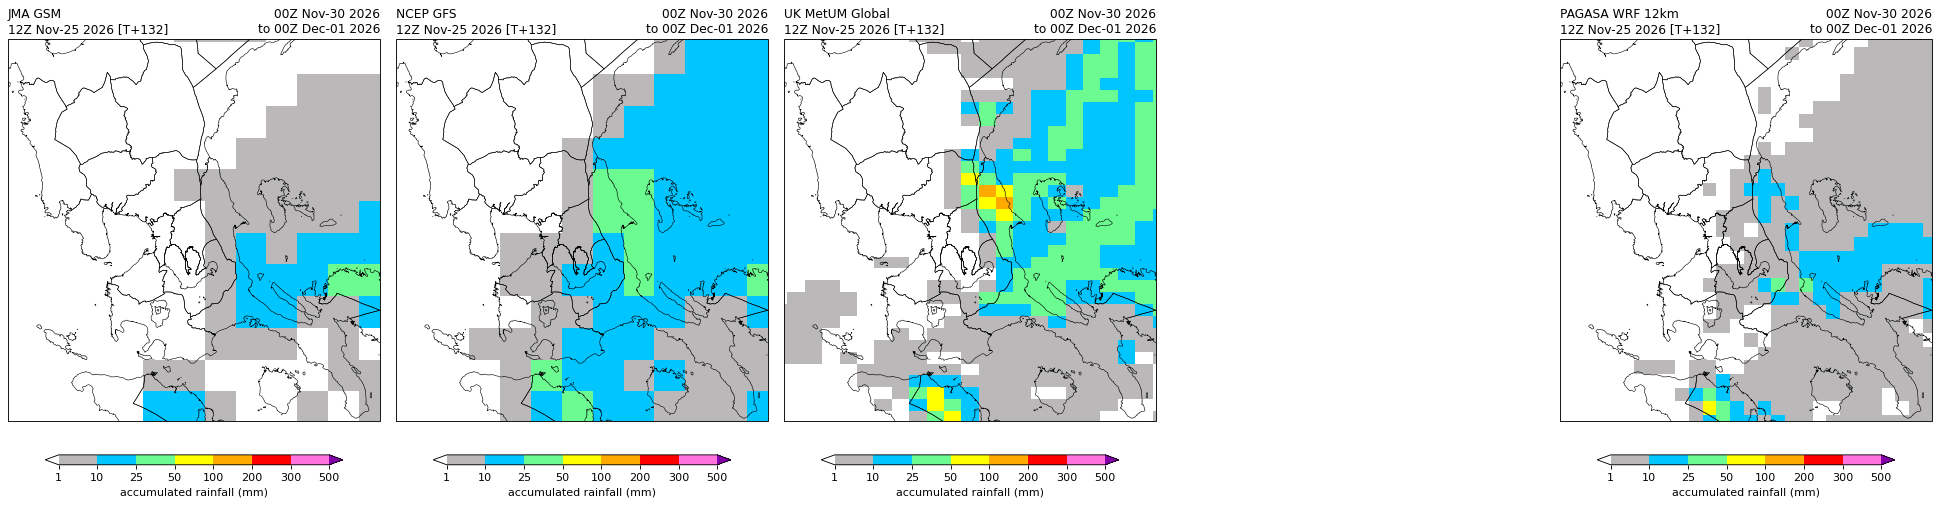 JMA GSM 00Z Nov-30 2026
12Z Nov-25 2026 [T+132] to 00Z Dec-01 2026
1 10 25 50 100 200 300 500
accumulated rainfall (mm)
NCEP GFS 00Z Nov-30 2026
12Z Nov-25 2026 [T+132] to 00Z Dec-01 2026
1 10 25 50 100 200 300 500
accumulated rainfall (mm)
UK MetUM Global 00Z Nov-30 2026
12Z Nov-25 2026 [T+132] to 00Z Dec-01 2026
1 10 25 50 100 200 300 500
accumulated rainfall (mm)
PAGASA WRF 12km 00Z Nov-30 2026
12Z Nov-25 2026 [T+132] to 00Z Dec-01 2026
1 10 25 50 100 200 300 500
accumulated rainfall (mm)